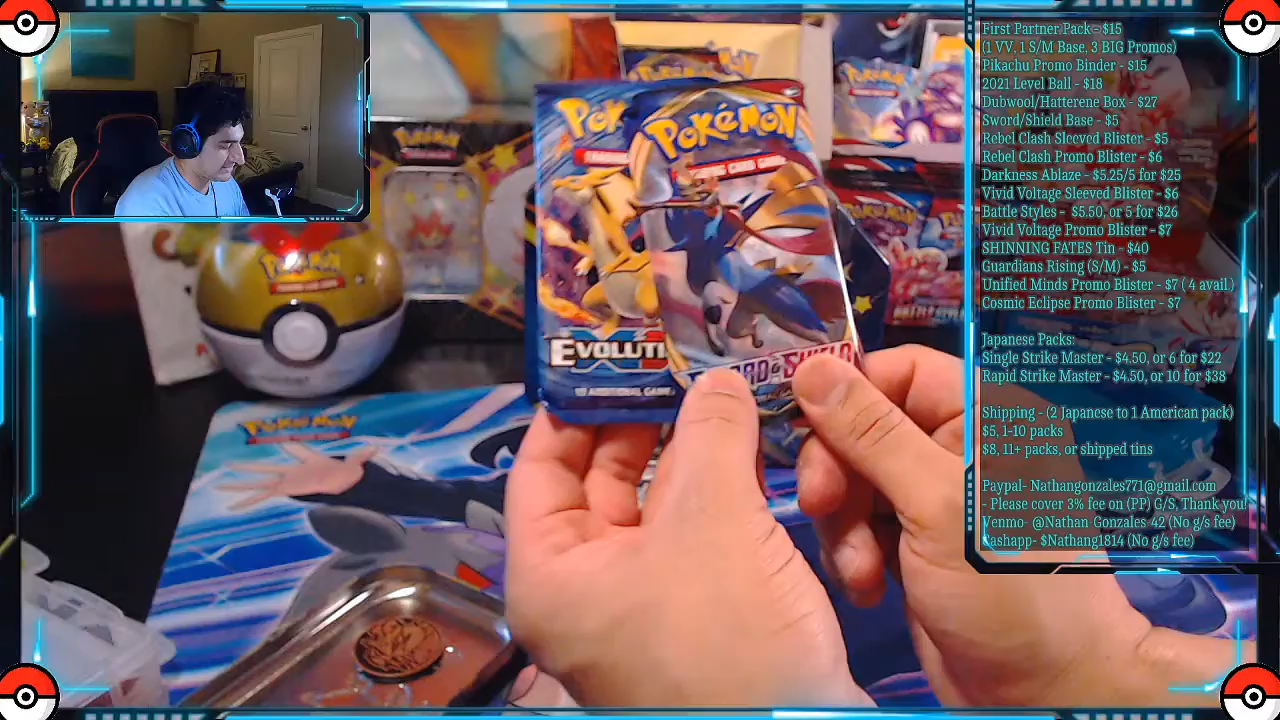 First Partner Pack - $15
(1 VV, 1 S/M Base, 3 BIG Promos)
Pikachu Promo Binder - $15
2021 Level Ball - $18
Dubwool/Hatterene Box - $27
Sword/Shield Base - $5
Rebel Clash Sleeved Blister - $5
Rebel Clash Promo Blister - $6
Darkness Ablaze - $5.25/5 for $25
Vivid Voltage Sleeved Blister - $6
Battle Styles - $5.50, or 5 for $26
Vivid Voltage Promo Blister - $7
SHINNING FATES Tin - $40
Guardians Rising (S/M) - $5
Unified Minds Promo Blister - $7 ( 4 avail.)
Cosmic Eclipse Promo Blister - $7
Japanese Packs:
Single Strike Master - $4.50, or 6 for $22
Rapid Strike Master - $4.50, or 10 for $38
Shipping - (2 Japanese to 1 American pack)
$5, 1-10 packs
$8, 11+ packs, or shipped tins
Paypal- Nathangonzales771@gmail.com
- Please cover 3% fee on (PP) G/S, Thank you!
Venmo- @Nathan-Gonzales-42 (No g/s fee)
Cashapp- $Nathang1814 (No g/s fee)
POK
POKéMON
EVOLUTI
XY
ADDITIONAL GAME
RD & SHIELD
POKéMON
POKéMON
POKéMON